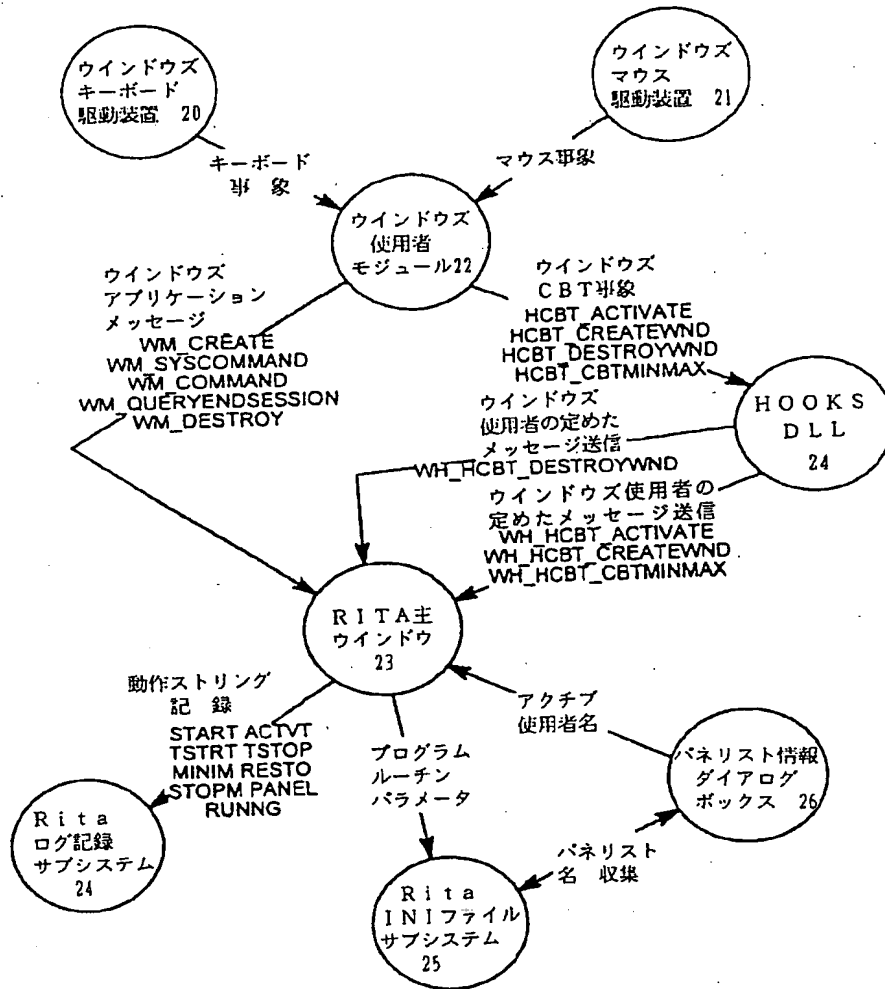 ウインドウズ
キーボード
駆動装置 20
ウインドウズ
マウス
駆動装置 21
キーボード
事 象
マウス事象
ウインドウズ
使用者
モジュール22
ウインドウズ
アプリケーション
メッセージ
WM_CREATE
WM_SYSCOMMAND
WM_COMMAND
WM_QUERYENDSESSION
WM_DESTROY
ウインドウズ
CBT事象
HCBT_ACTIVATE
HCBT_CREATEWND
HCBT_DESTROYWND
HCBT_CBTMINMAX
HOOKS
DLL
24
ウインドウズ
使用者の定めた
メッセージ送信
WH_HCBT_DESTROYWND
ウインドウズ使用者の
定めたメッセージ送信
WH_HCBT_ACTIVATE
WH_HCBT_CREATEWND
WH_HCBT_CBTMINMAX
RITA主
ウインドウ
23
動作ストリング
記 録
START ACTVT
TSTRT TSTOP
MINIM RESTO
STOPM PANEL
RUNNG
プログラム
ルーチン
パラメータ
アクチブ
使用者名
パネリスト情報
ダイアログ
ボックス 26
Rita
ログ記録
サブシステム
24
パネリスト
名 収集
Rita
INIファイル
サブシステム
25